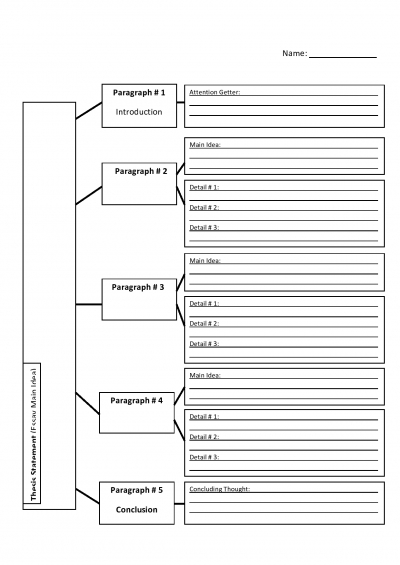 Name:
Paragraph # 1
Introduction
Attention Getter:
Paragraph # 2
Main Idea:
Detail # 1:
Detail # 2:
Detail # 3:
Paragraph # 3
Main Idea:
Detail # 1:
Detail # 2:
Detail # 3:
Thesis Statement (Essay Main Idea)
Paragraph # 4
Main Idea:
Detail # 1:
Detail # 2:
Detail # 3:
Paragraph # 5
Conclusion
Concluding Thought: